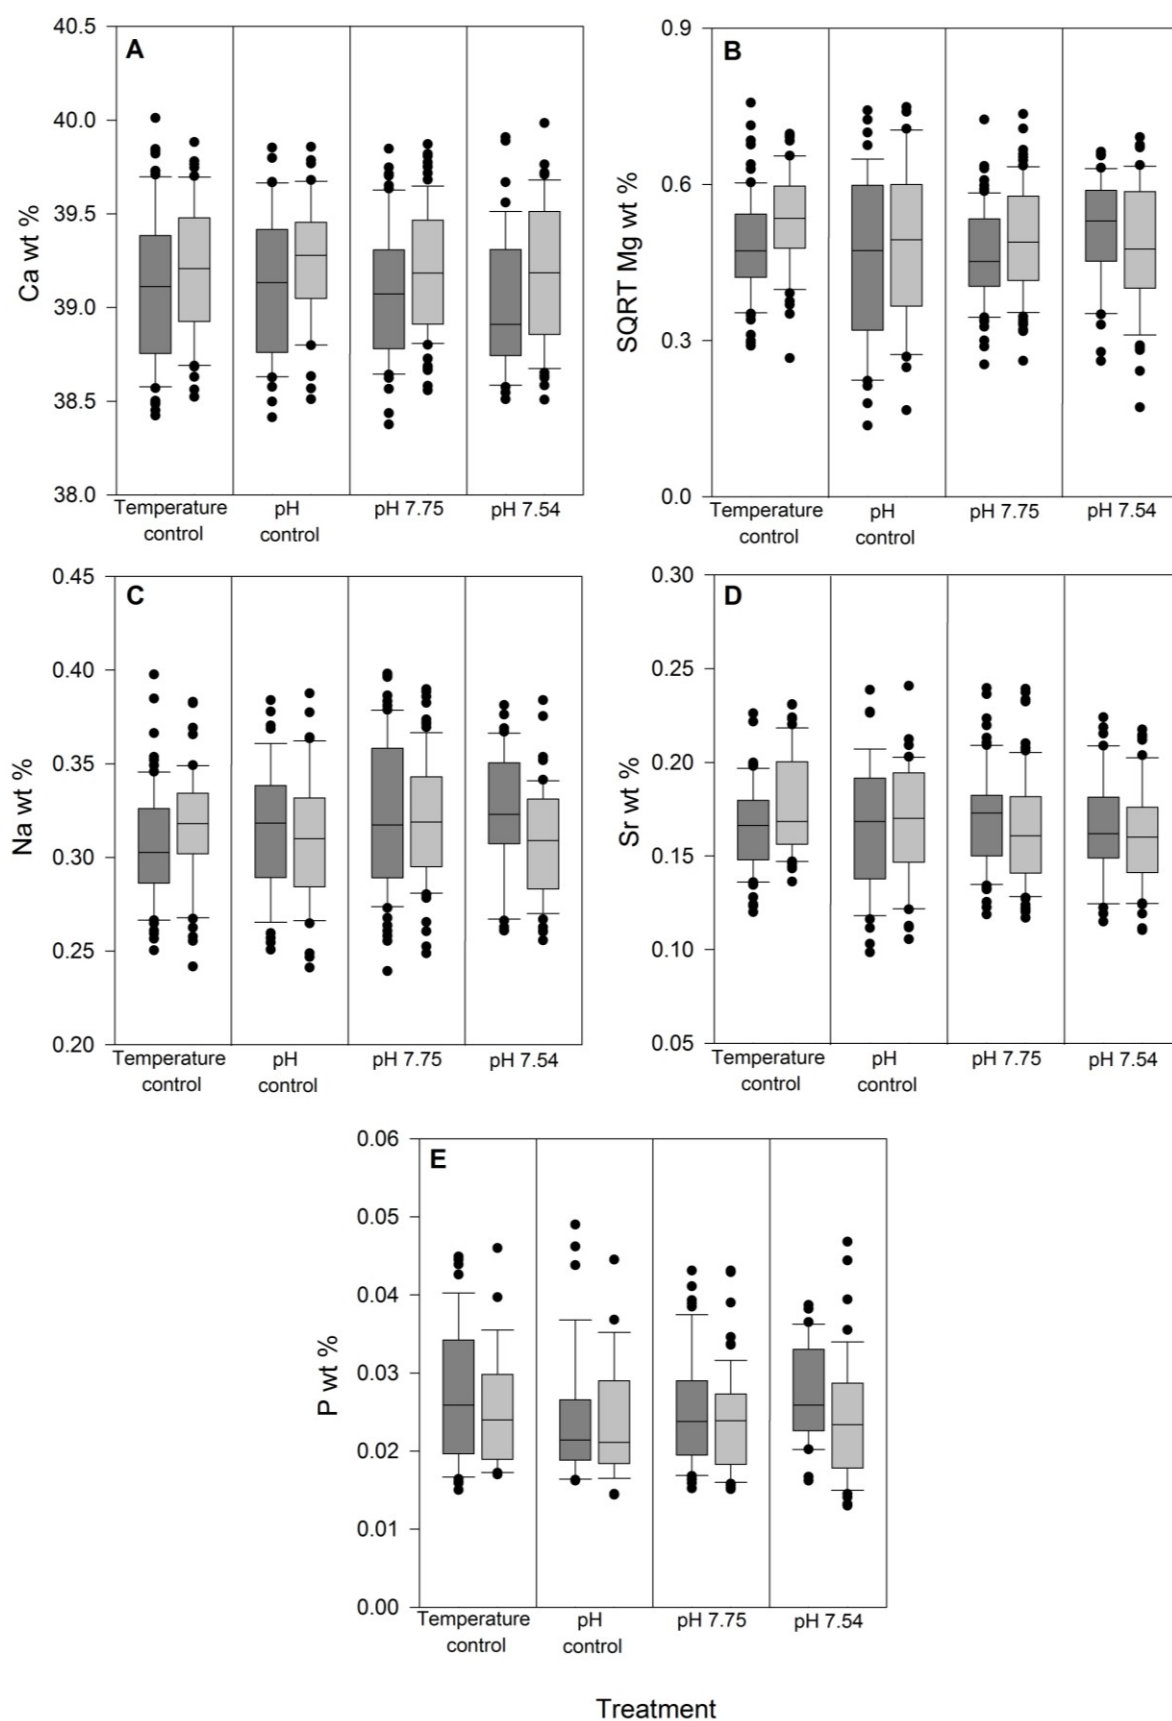 A
Ca wt %
40.5
40.0
39.5
39.0
38.5
38.0
Temperature control
pH control
pH 7.75
pH 7.54
B
SQRT Mg wt %
0.9
0.6
0.3
0.0
Temperature control
pH control
pH 7.75
pH 7.54
C
Na wt %
0.45
0.40
0.35
0.30
0.25
0.20
Temperature control
pH control
pH 7.75
pH 7.54
D
Sr wt %
0.30
0.25
0.20
0.15
0.10
0.05
Temperature control
pH control
pH 7.75
pH 7.54
E
P wt %
0.06
0.05
0.04
0.03
0.02
0.01
0.00
Temperature control
pH control
pH 7.75
pH 7.54
Treatment